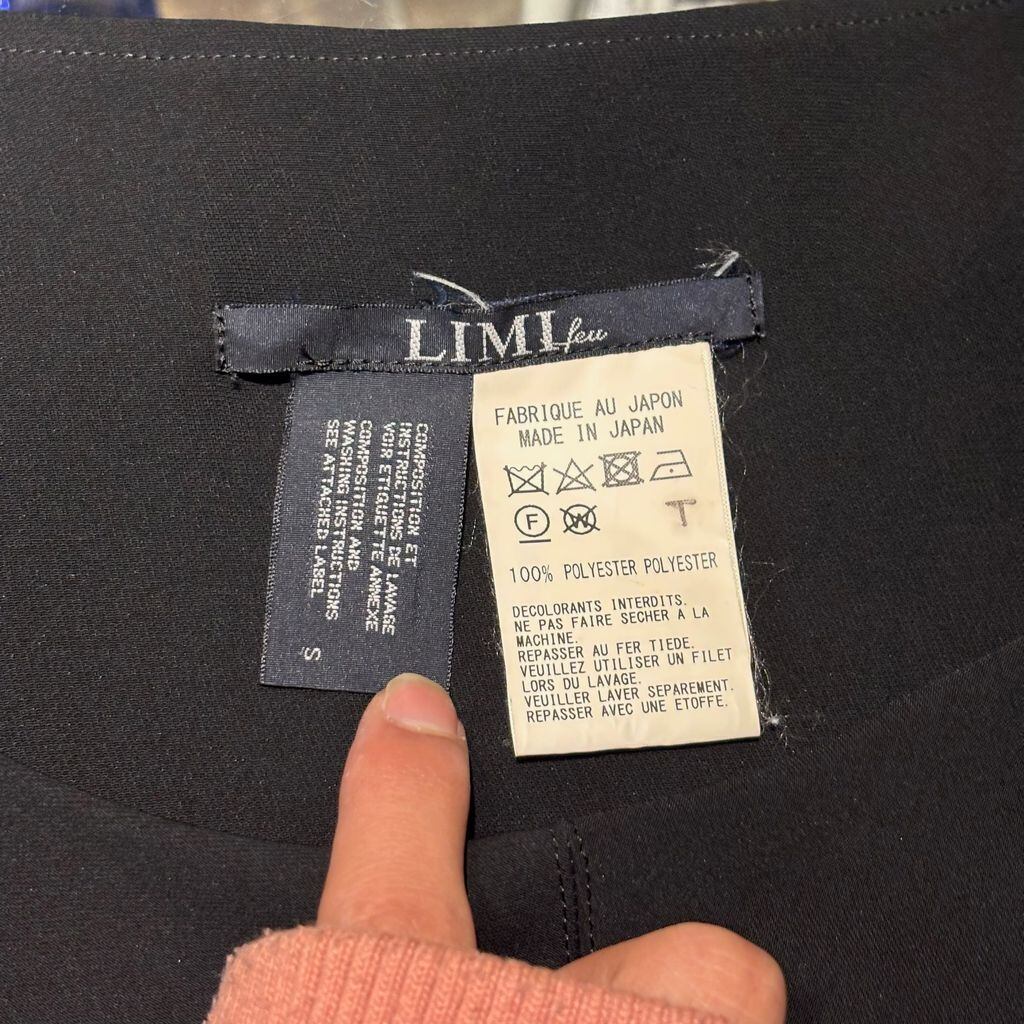 LIMI feu
COMPOSITION ET
INSTRUCTIONS DE LAVAGE
VOIR ETIQUETTE ANNEXE
COMPOSITION AND
WASHING INSTRUCTIONS
SEE ATTACHED LABEL
S
FABRIQUE AU JAPON
MADE IN JAPAN
F W T
100% POLYESTER POLYESTER
DECOLORANTS INTERDITS.
NE PAS FAIRE SECHER A LA
MACHINE.
REPASSER AU FER TIEDE.
VEUILLEZ UTILISER UN FILET
LORS DU LAVAGE.
VEUILLER LAVER SEPAREMENT.
REPASSER AVEC UNE ETOFFE.